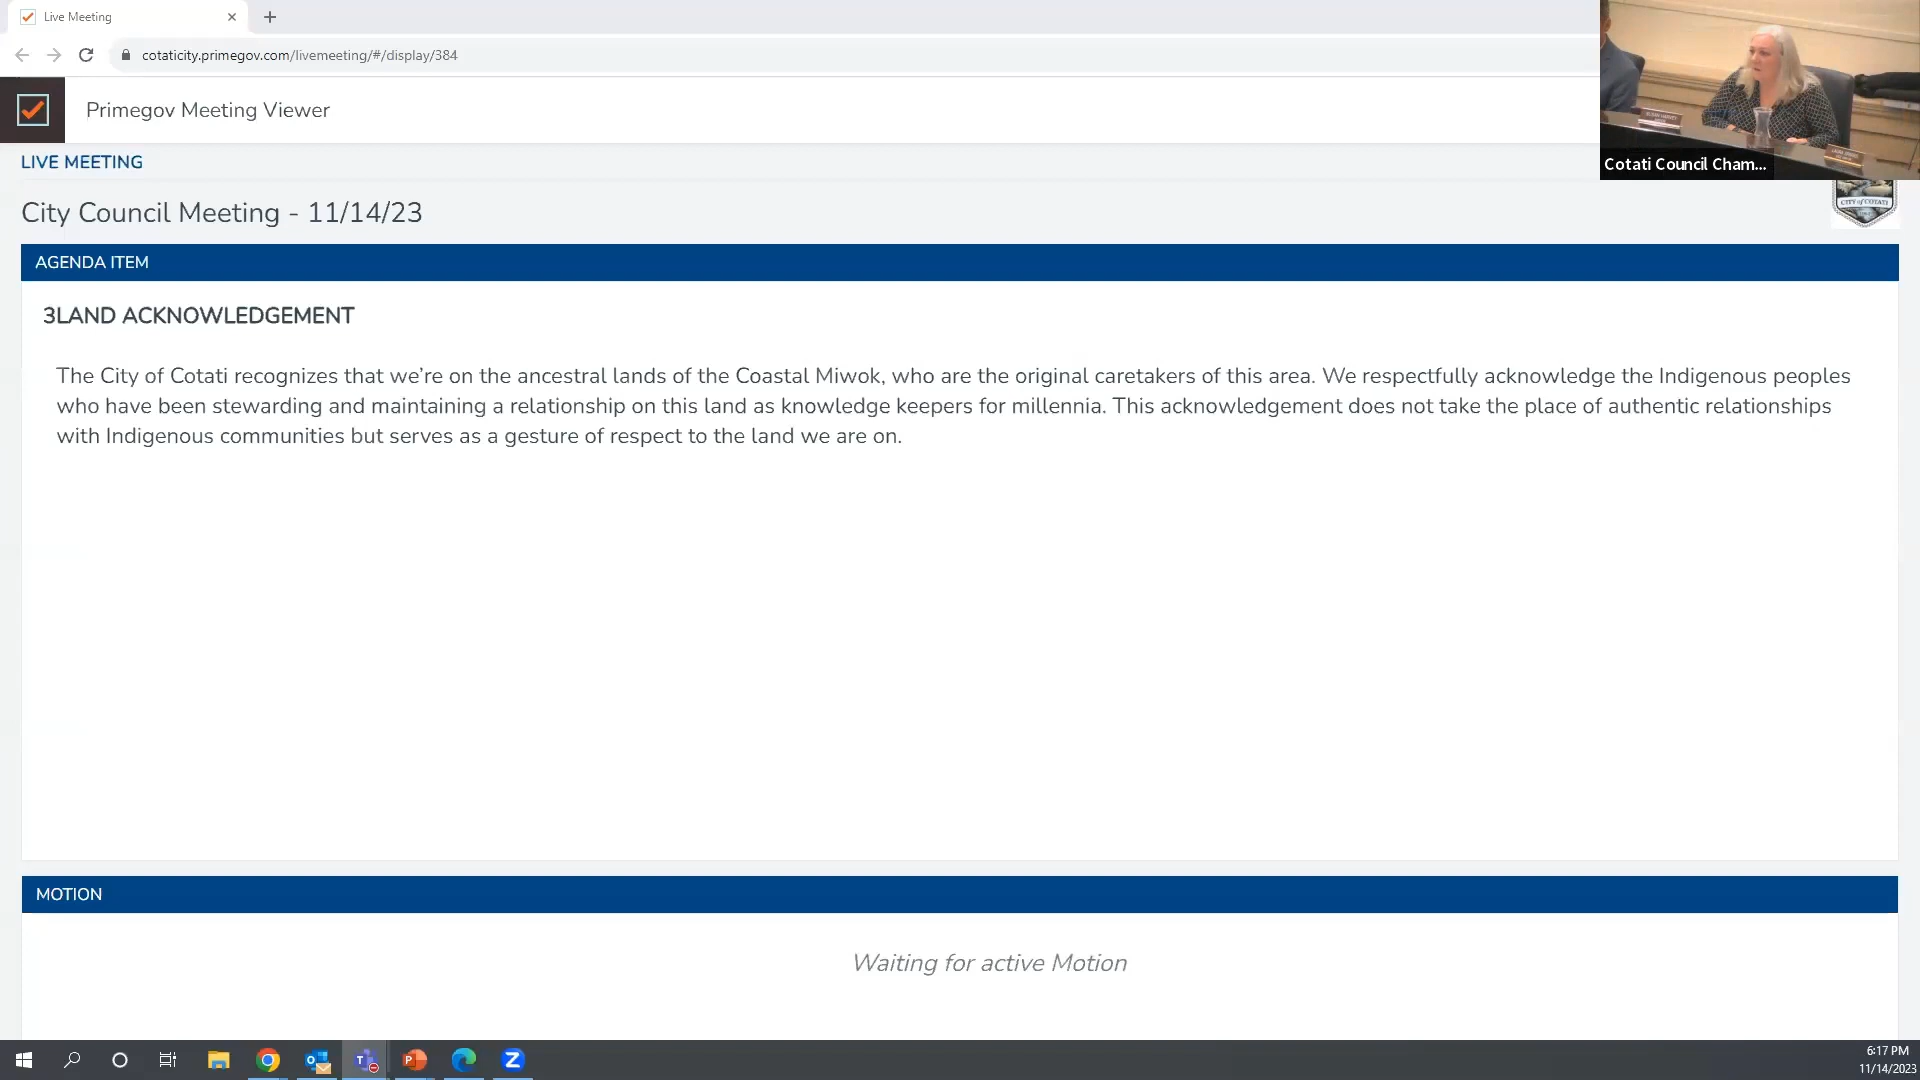 Live Meeting
cotaticity.primegov.com/livemeeting/#/display/384
Primegov Meeting Viewer
Cotati Council Cham...
LIVE MEETING
City Council Meeting - 11/14/23
CITY of COTATI
AGENDA ITEM
3LAND ACKNOWLEDGEMENT
The City of Cotati recognizes that we’re on the ancestral lands of the Coastal Miwok, who are the original caretakers of this area. We respectfully acknowledge the Indigenous peoples
who have been stewarding and maintaining a relationship on this land as knowledge keepers for millennia. This acknowledgement does not take the place of authentic relationships
with Indigenous communities but serves as a gesture of respect to the land we are on.
MOTION
Waiting for active Motion
6:17 PM
11/14/2023